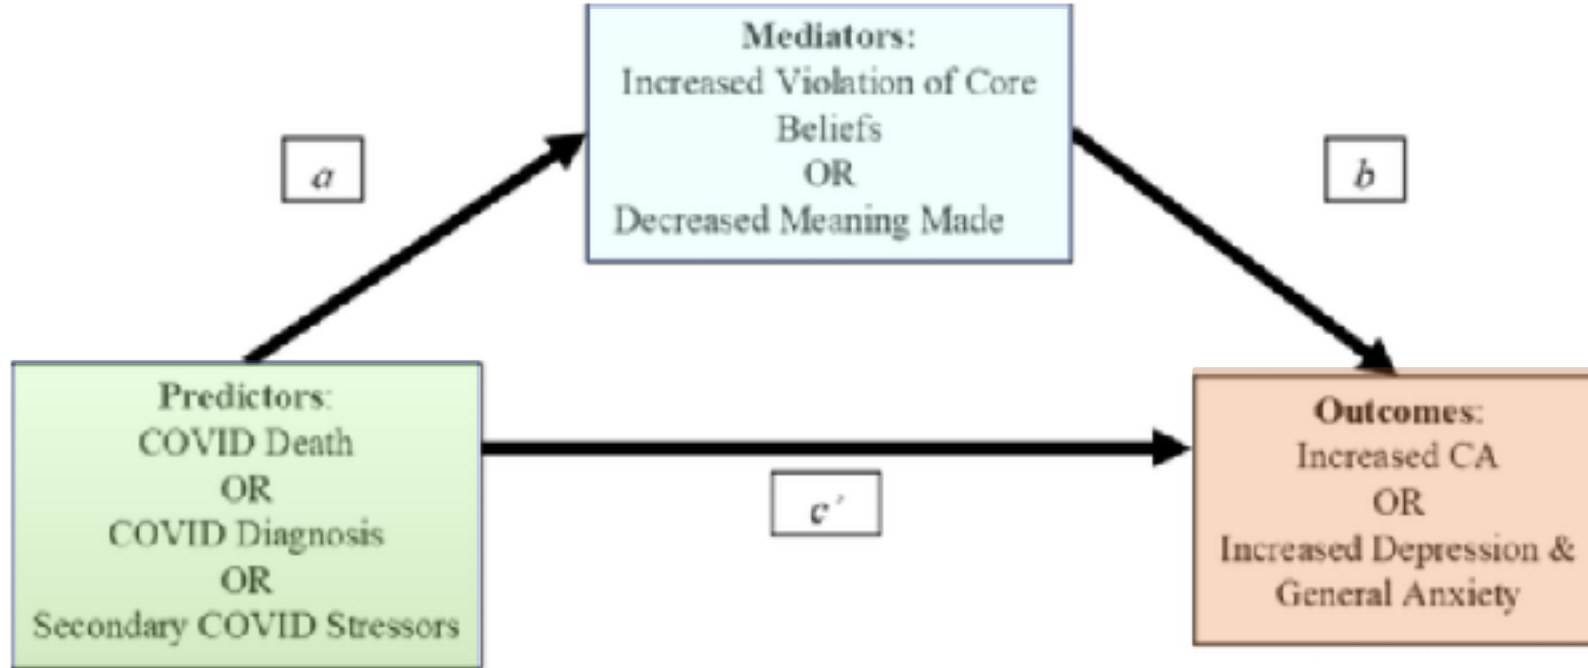 Mediators:
Increased Violation of Core
Beliefs
OR
Decreased Meaning Made
a
b
Predictors:
COVID Death
OR
COVID Diagnosis
OR
Secondary COVID Stressors
c'
Outcomes:
Increased CA
OR
Increased Depression &
General Anxiety